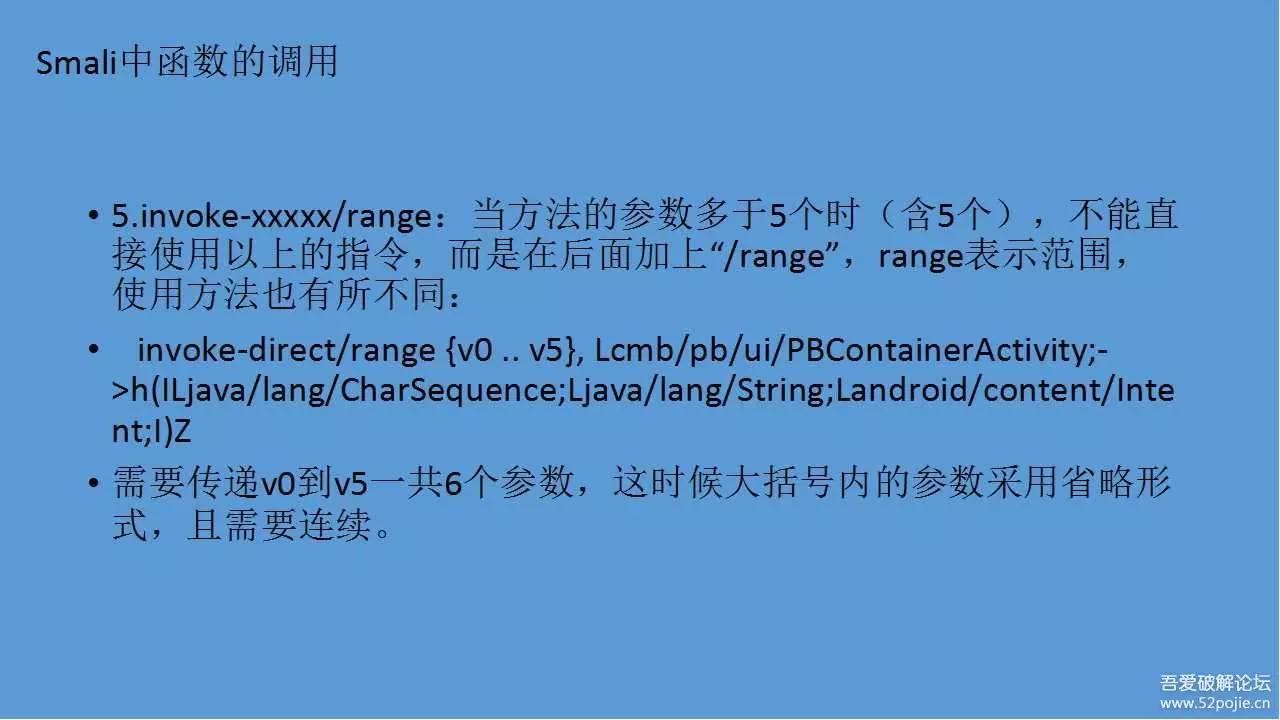 Smali中函数的调用
• 5.invoke-xxxxx/range：当方法的参数多于5个时（含5个），不能直
接使用以上的指令，而是在后面加上“/range”，range表示范围，
使用方法也有所不同：
• invoke-direct/range {v0 .. v5}, Lcmb/pb/ui/PBContainerActivity;-
>h(ILjava/lang/CharSequence;Ljava/lang/String;Landroid/content/Inte
nt;I)Z
• 需要传递v0到v5一共6个参数，这时候大括号内的参数采用省略形
式，且需要连续。
吾爱破解论坛
www.52pojie.cn